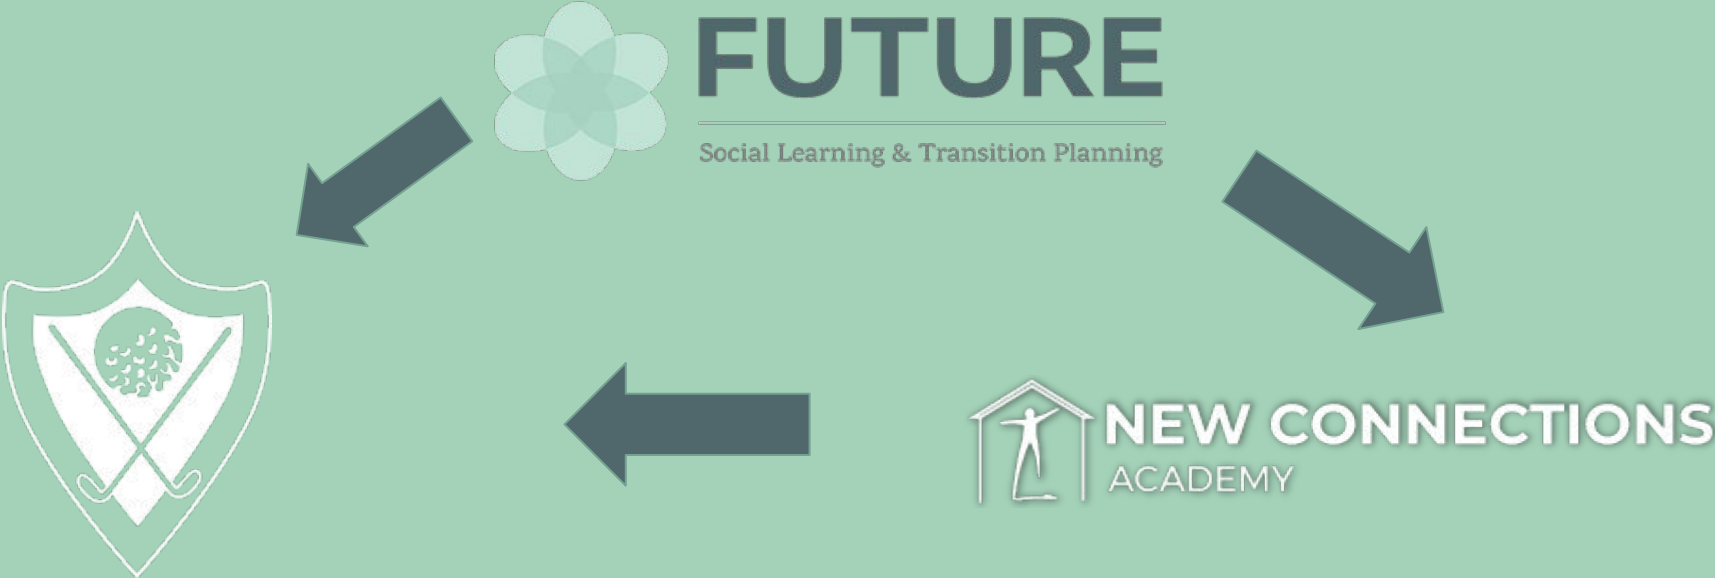 FUTURE
Social Learning & Transition Planning
NEW CONNECTIONS
ACADEMY